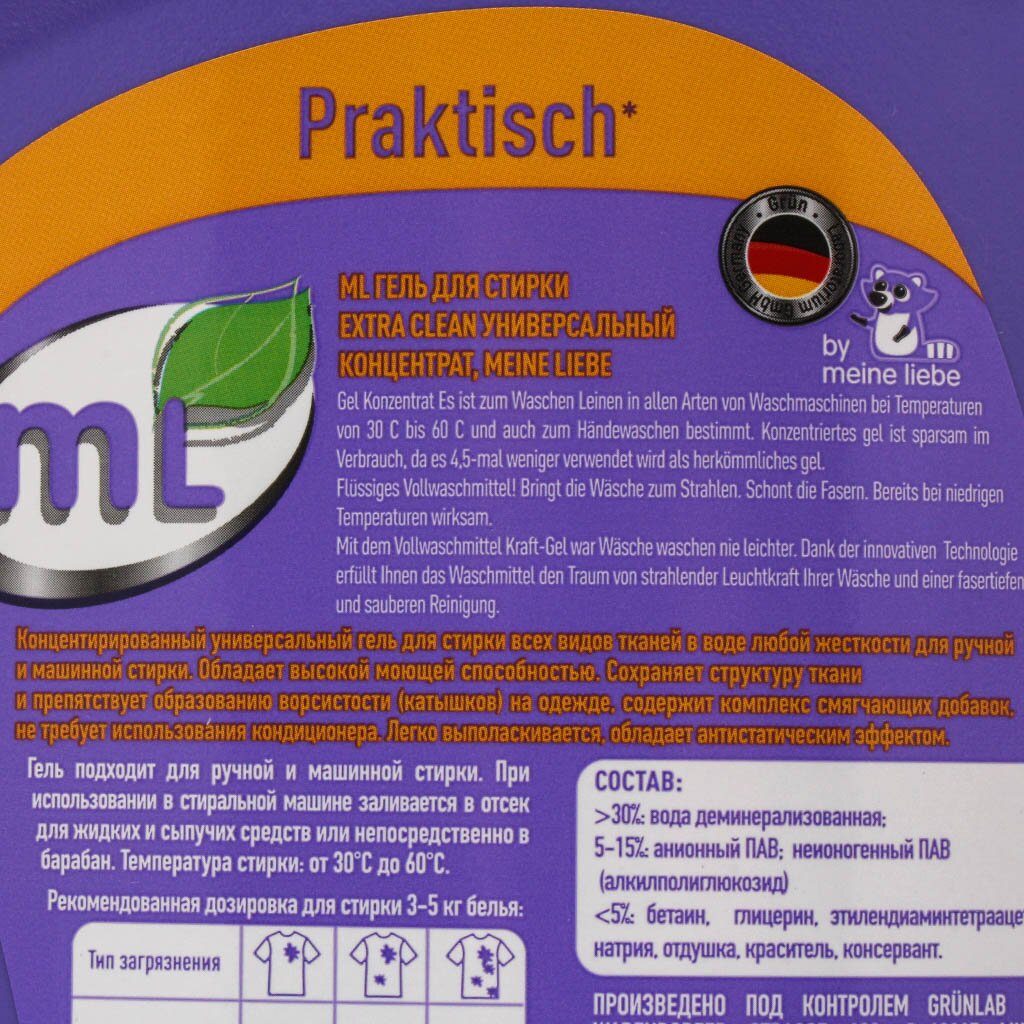 Praktisch*
Grün Laboratorium GmbH Germany
by
meine liebe
mL
ML ГЕЛЬ ДЛЯ СТИРКИ
EXTRA CLEAN УНИВЕРСАЛЬНЫЙ
КОНЦЕНТРАТ, MEINE LIEBE
Gel Konzentrat Es ist zum Waschen Leinen in allen Arten von Waschmaschinen bei Temperaturen
von 30 C bis 60 C und auch zum Händewaschen bestimmt. Konzentriertes gel ist sparsam im
Verbrauch, da es 4,5-mal weniger verwendet wird als herkömmliches gel.
Flüssiges Vollwaschmittel! Bringt die Wäsche zum Strahlen. Schont die Fasern. Bereits bei niedrigen
Temperaturen wirksam.
Mit dem Vollwaschmittel Kraft-Gel war Wäsche waschen nie leichter. Dank der innovativen Technologie
erfüllt Ihnen das Waschmittel den Traum von strahlender Leuchtkraft Ihrer Wäsche und einer fasertiefen
und sauberen Reinigung.
Концентрированный универсальный гель для стирки всех видов тканей в воде любой жесткости для ручной
и машинной стирки. Обладает высокой моющей способностью. Сохраняет структуру ткани
и препятствует образованию ворсистости (катышков) на одежде, содержит комплекс смягчающих добавок,
не требует использования кондиционера. Легко выполаскивается, обладает антистатическим эффектом.
Гель подходит для ручной и машинной стирки. При
использовании в стиральной машине заливается в отсек
для жидких и сыпучих средств или непосредственно в
барабан. Температура стирки: от 30°С до 60°С.
Рекомендованная дозировка для стирки 3-5 кг белья:
Тип загрязнения
СОСТАВ:
>30%: вода деминерализованная;
5-15%: анионный ПАВ; неионогенный ПАВ
(алкилполиглюкозид)
<5%: бетаин, глицерин, этилендиаминтетрааце
натрия, отдушка, краситель, консервант.
ПРОИЗВЕДЕНО ПОД КОНТРОЛЕМ GRÜNLAB